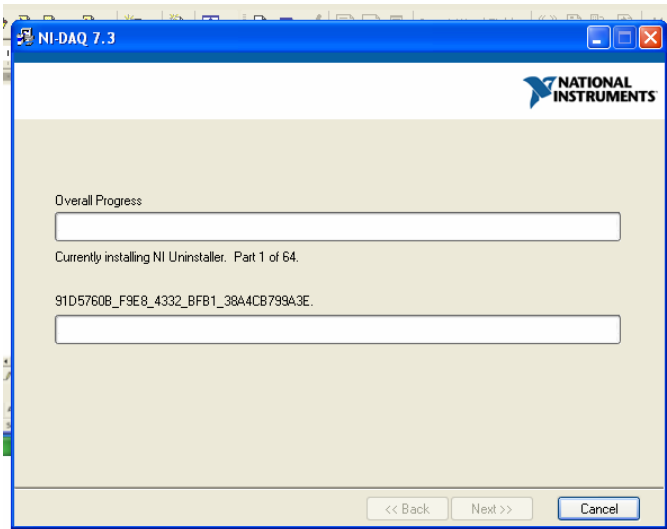 NI-DAQ 7.3
NATIONAL
INSTRUMENTS
Overall Progress
Currently installing NI Uninstaller. Part 1 of 64.
91D5760B_F9E8_4332_BFB1_38A4CB799A3E.
<< Back
Next >>
Cancel